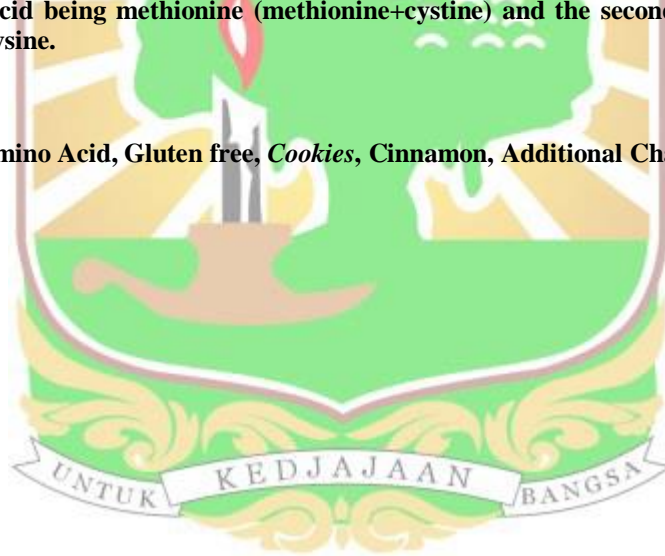 cid being methionine (methionine+cystine) and the second
ysine.
mino Acid, Gluten free, Cookies, Cinnamon, Additional Cha
UNTUK KEDJAJAAN BANGSA